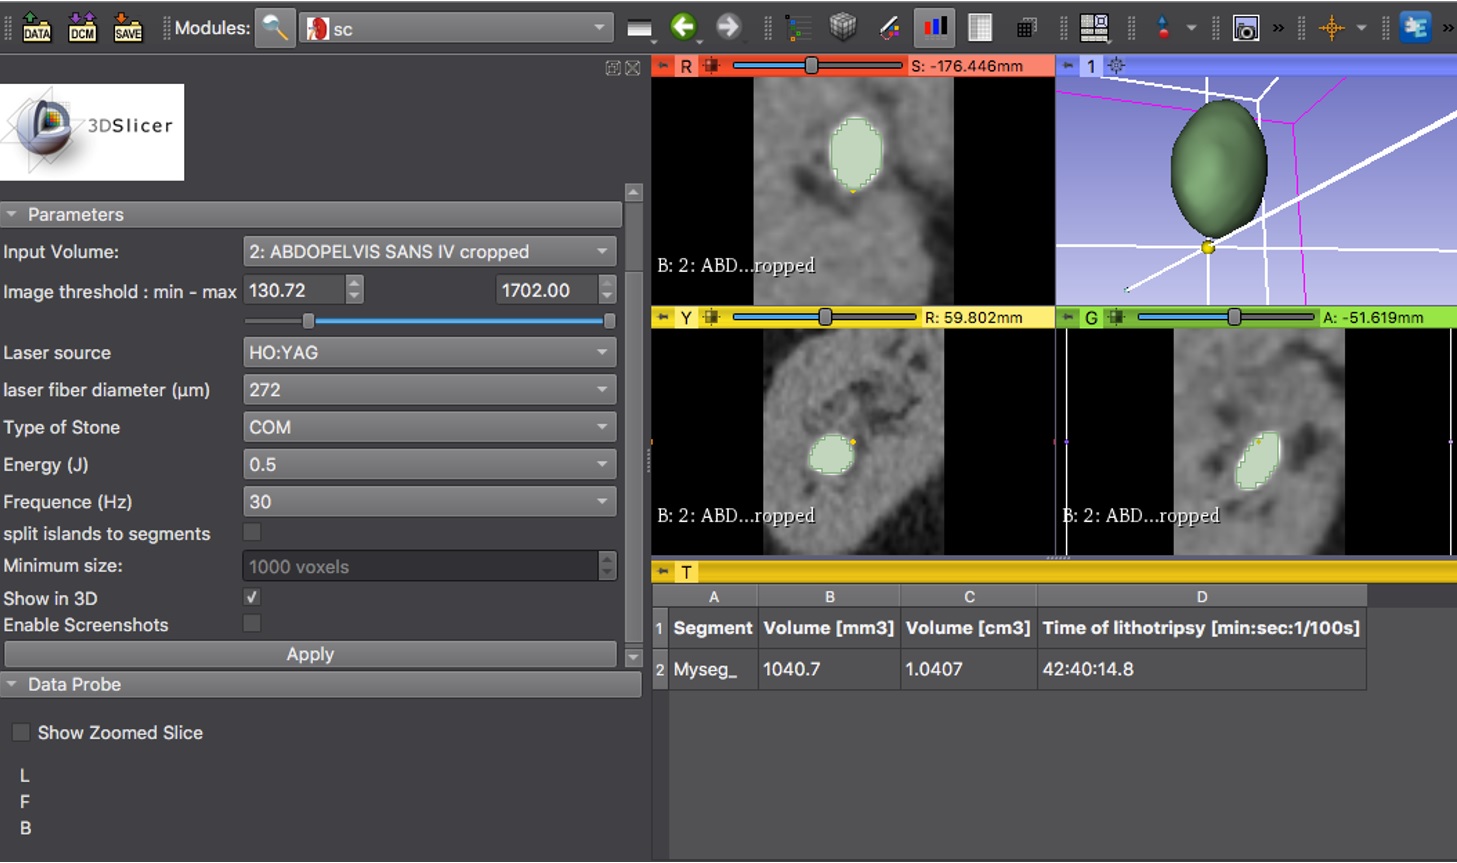 DATA
DCM
SAVE
Modules:
sc
3DSlicer
Parameters
Input Volume:
2: ABDOPELVIS SANS IV cropped
Image threshold : min - max
130.72
1702.00
Laser source
HO:YAG
laser fiber diameter (µm)
272
Type of Stone
COM
Energy (J)
0.5
Frequence (Hz)
30
split islands to segments
Minimum size:
1000 voxels
Show in 3D
Enable Screenshots
Apply
Data Probe
Show Zoomed Slice
L
F
B
R
S: -176.446mm
B: 2: ABD...ropped
1
Y
R: 59.802mm
B: 2: ABD...ropped
G
A: -51.619mm
B: 2: ABD...ropped
T
A B C D
1 Segment Volume [mm3] Volume [cm3] Time of lithotripsy [min:sec:1/100s]
2 Myseg_ 1040.7 1.0407 42:40:14.8